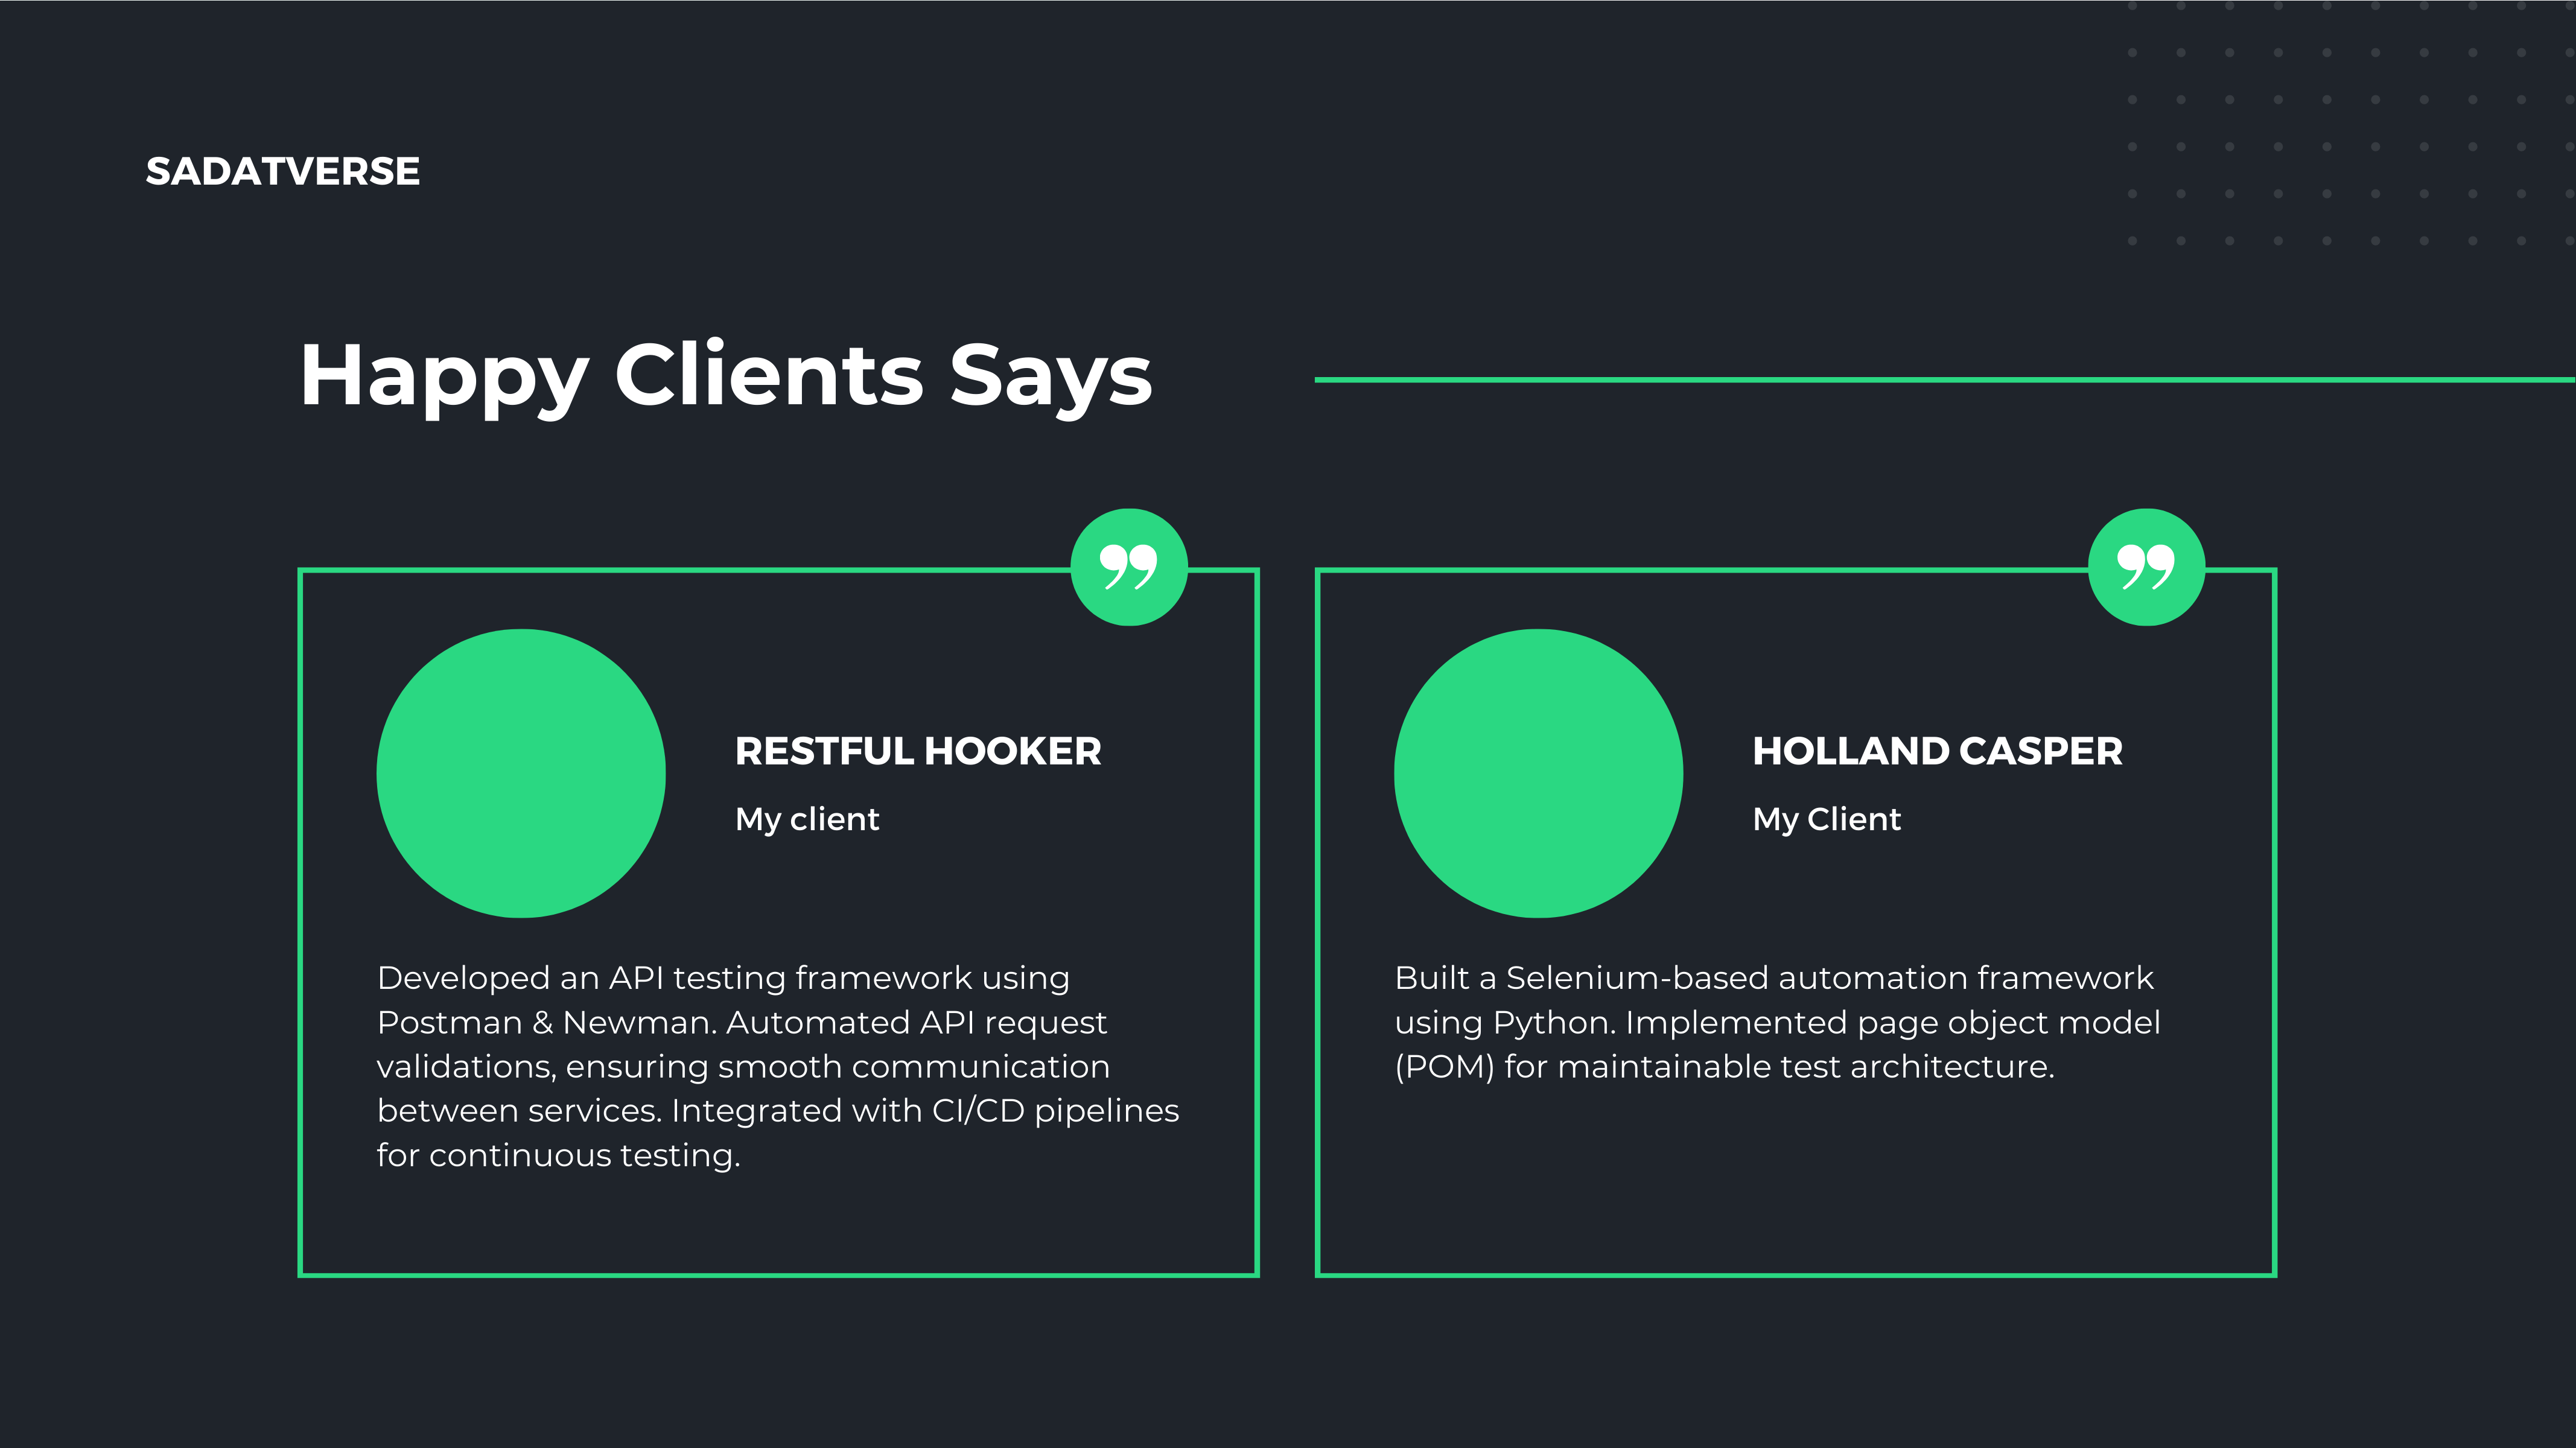 SADATVERSE
Happy Clients Says
RESTFUL HOOKER
My client
Developed an API testing framework using
Postman & Newman. Automated API request
validations, ensuring smooth communication
between services. Integrated with CI/CD pipelines
for continuous testing.
HOLLAND CASPER
My Client
Built a Selenium-based automation framework
using Python. Implemented page object model
(POM) for maintainable test architecture.